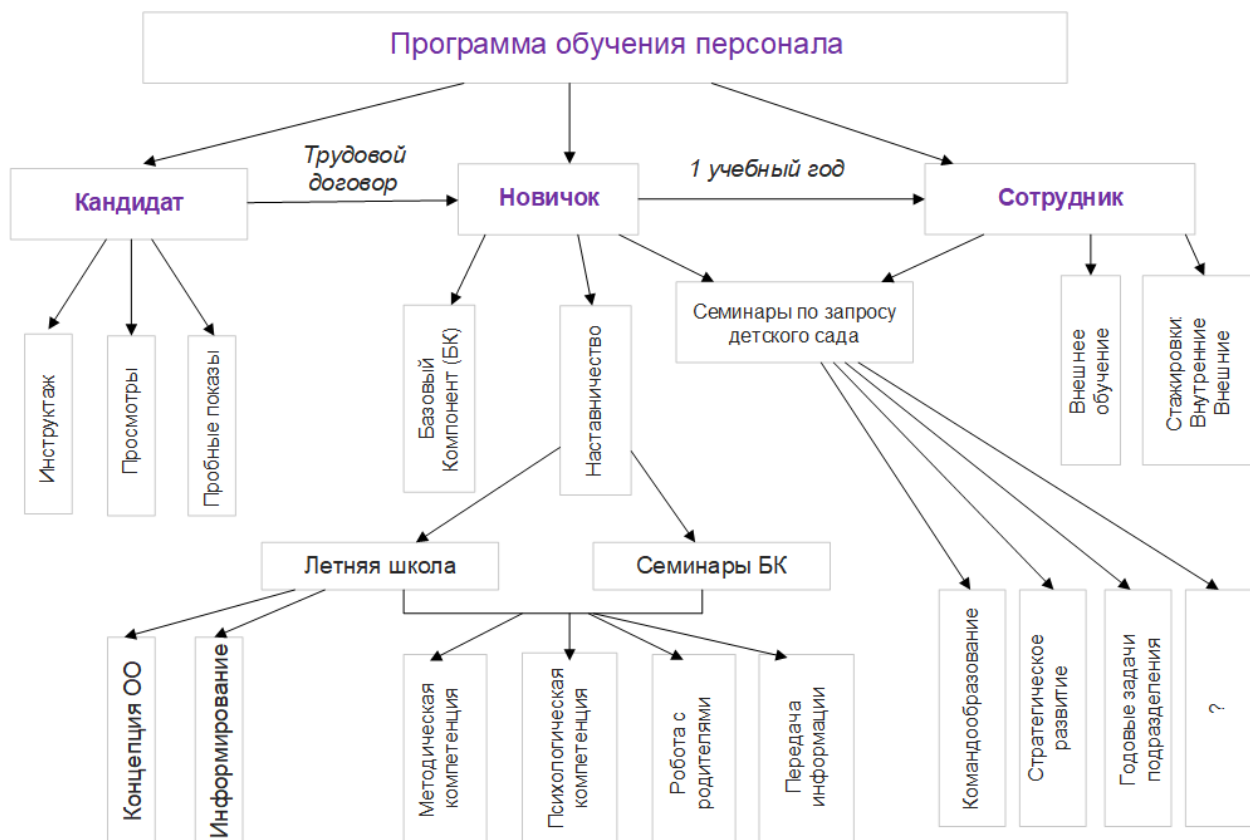 Программа обучения персонала
Трудовой
договор
1 учебный год
Кандидат
Новичок
Сотрудник
Инструктаж
Просмотры
Пробные показы
Базовый
Компонент (БК)
Наставничество
Семинары по запросу
детского сада
Внешнее
обучение
Стажировки:
Внутренние
Внешние
Летняя школа
Семинары БК
Концепция ОО
Информирование
Методическая
компетенция
Психологическая
компетенция
Робота с
родителями
Передача
информации
Командообразование
Стратегическое
развитие
Годовые задачи
подразделения
?